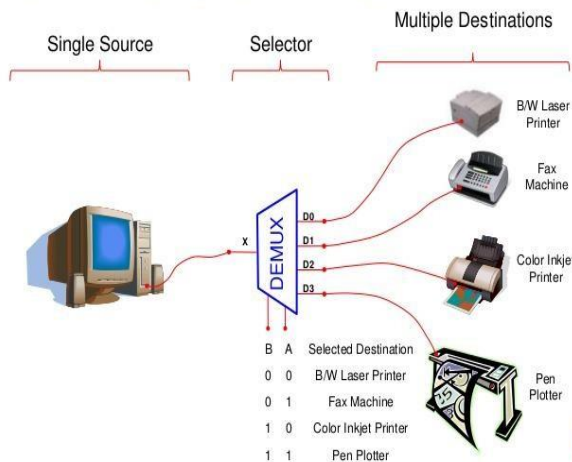 Single Source
Selector
Multiple Destinations
B/W Laser
Printer
Fax
Machine
Color Inkjet
Printer
Pen
Plotter
X
DEMUX
D0
D1
D2
D3
B A Selected Destination
0 0 B/W Laser Printer
0 1 Fax Machine
1 0 Color Inkjet Printer
1 1 Pen Plotter